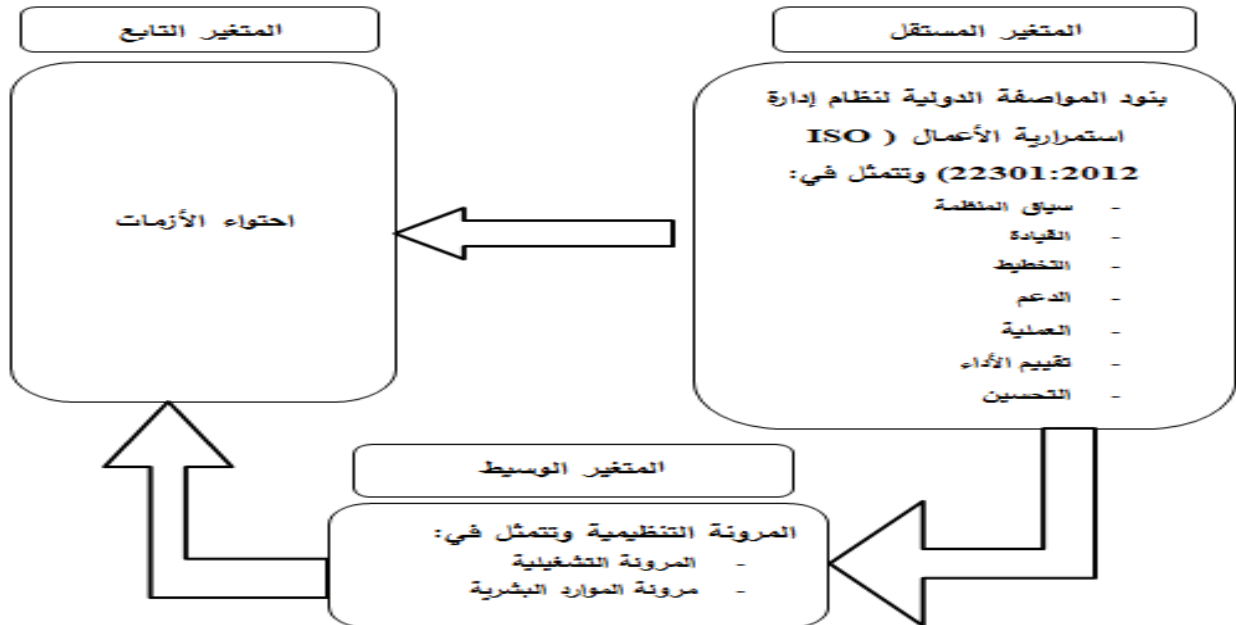 المتغير المستقل
بنود المواصفة الدولية لنظام إدارة
استمرارية الأعمال ( ISO
22301:2012) وتتمثل في:
- سياق المنظمة
- القيادة
- التخطيط
- الدعم
- العملية
- تقييم الأداء
- التحسين
المتغير التابع
احتواء الأزمات
المتغير الوسيط
المرونة التنظيمية وتتمثل في:
- المرونة التشغيلية
- مرونة الموارد البشرية